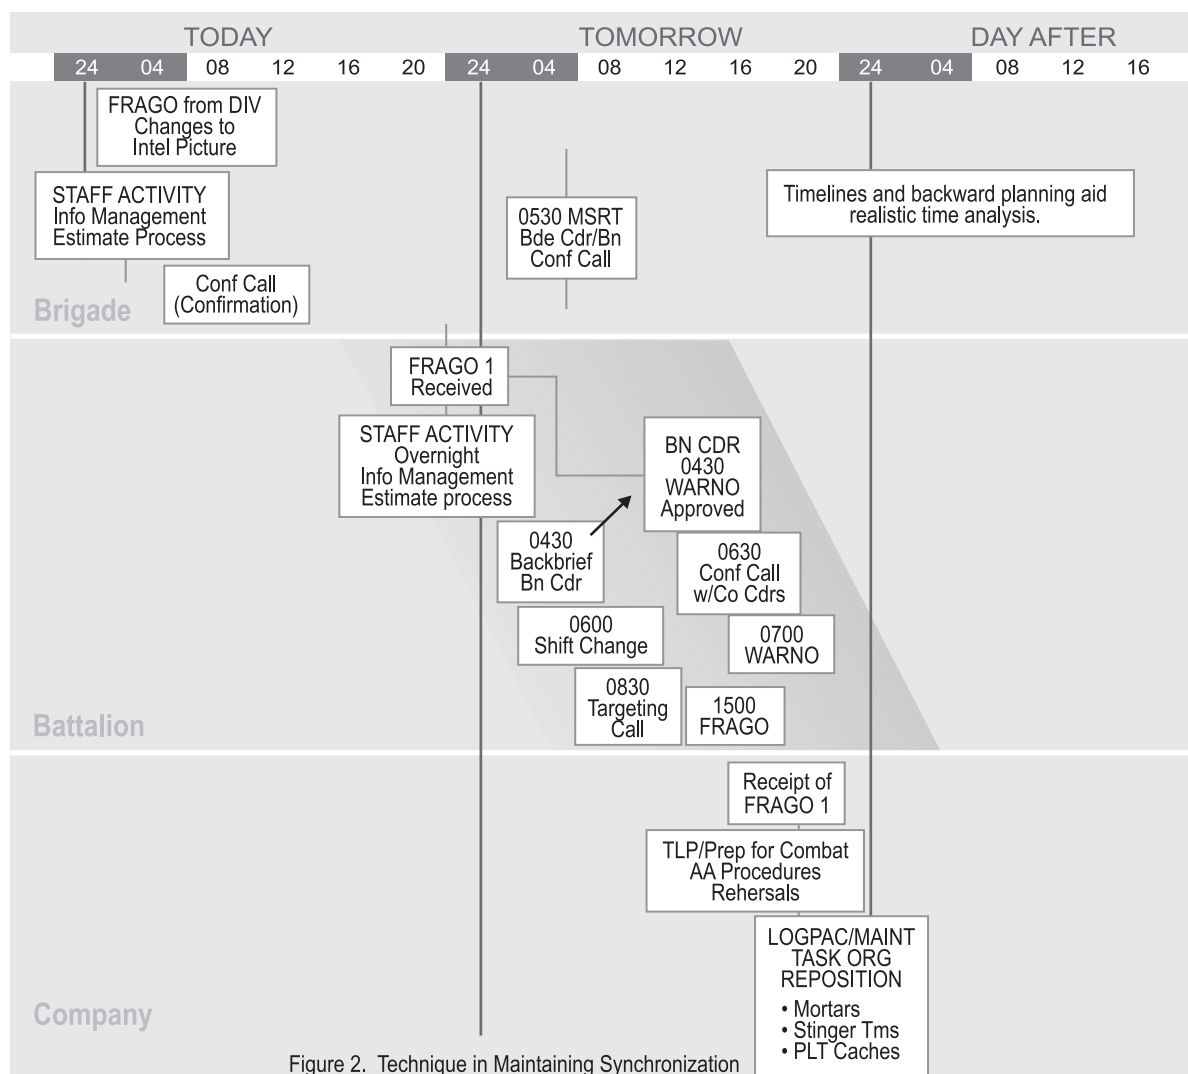 TODAY TOMORROW DAY AFTER
24 04 08 12 16 20 24 04 08 12 16 20 24 04 08 12 16
FRAGO from DIV
Changes to
Intel Picture
STAFF ACTIVITY
Info Management
Estimate Process
Conf Call
(Confirmation)
0530 MSRT
Bde Cdr/Bn
Conf Call
Timelines and backward planning aid
realistic time analysis.
Brigade
FRAGO 1
Received
STAFF ACTIVITY
Overnight
Info Management
Estimate process
BN CDR
0430
WARNO
Approved
0430
Backbrief
Bn Cdr
0630
Conf Call
w/Co Cdrs
0600
Shift Change
0700
WARNO
0830
Targeting
Call
1500
FRAGO
Battalion
Receipt of
FRAGO 1
TLP/Prep for Combat
AA Procedures
Rehersals
LOGPAC/MAINT
TASK ORG
REPOSITION
• Mortars
• Stinger Tms
• PLT Caches
Company
Figure 2. Technique in Maintaining Synchronization